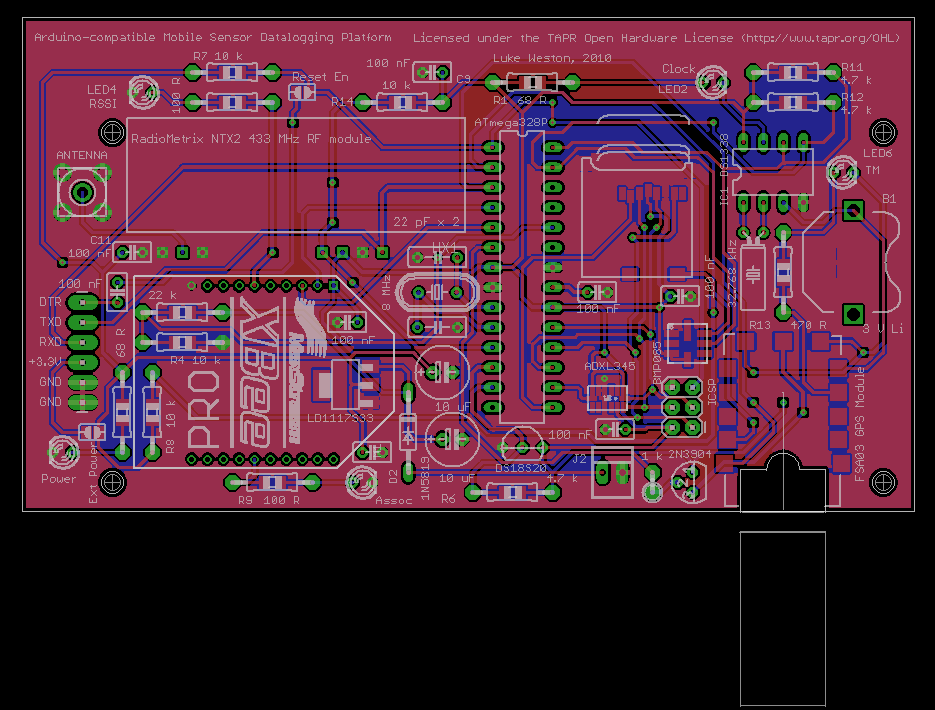 Arduino-compatible Mobile Sensor Datalogging Platform
Licensed under the TAPR Open Hardware License (http://www.tapr.org/OHL)
Luke Weston, 2010
R7 10 k
100 nF
C9
Clock
R11
4.7 k
LED4
RSSI
100 R
Reset En
R14
10 k
R1 68 R
LED2
R12
4.7 k
ATmega328P
RadioMetrix NTX2 433 MHz RF module
IC1 DS1338
LED6
TM
ANTENNA
B1
22 pF x 2
C11
100 nF
100 nF
8 MHz
100 nF
100 nF
32.768 kHz
DTR
TXD
RXD
+3.3V
GND
GND
22 k
68 R
R4 10 k
R8 10 k
PRO
XBee
100 nF
LD1117S33
10 uF
ADXL345
BMP085
ICSP
R13
470 R
3 V Li
FSA03 GPS Module
Power
Ext Power
R9 100 R
Assoc
D2
1N5819
10 uF
R6
DS18S20
4.7 k
100 nF
J2
1 k
2N3904